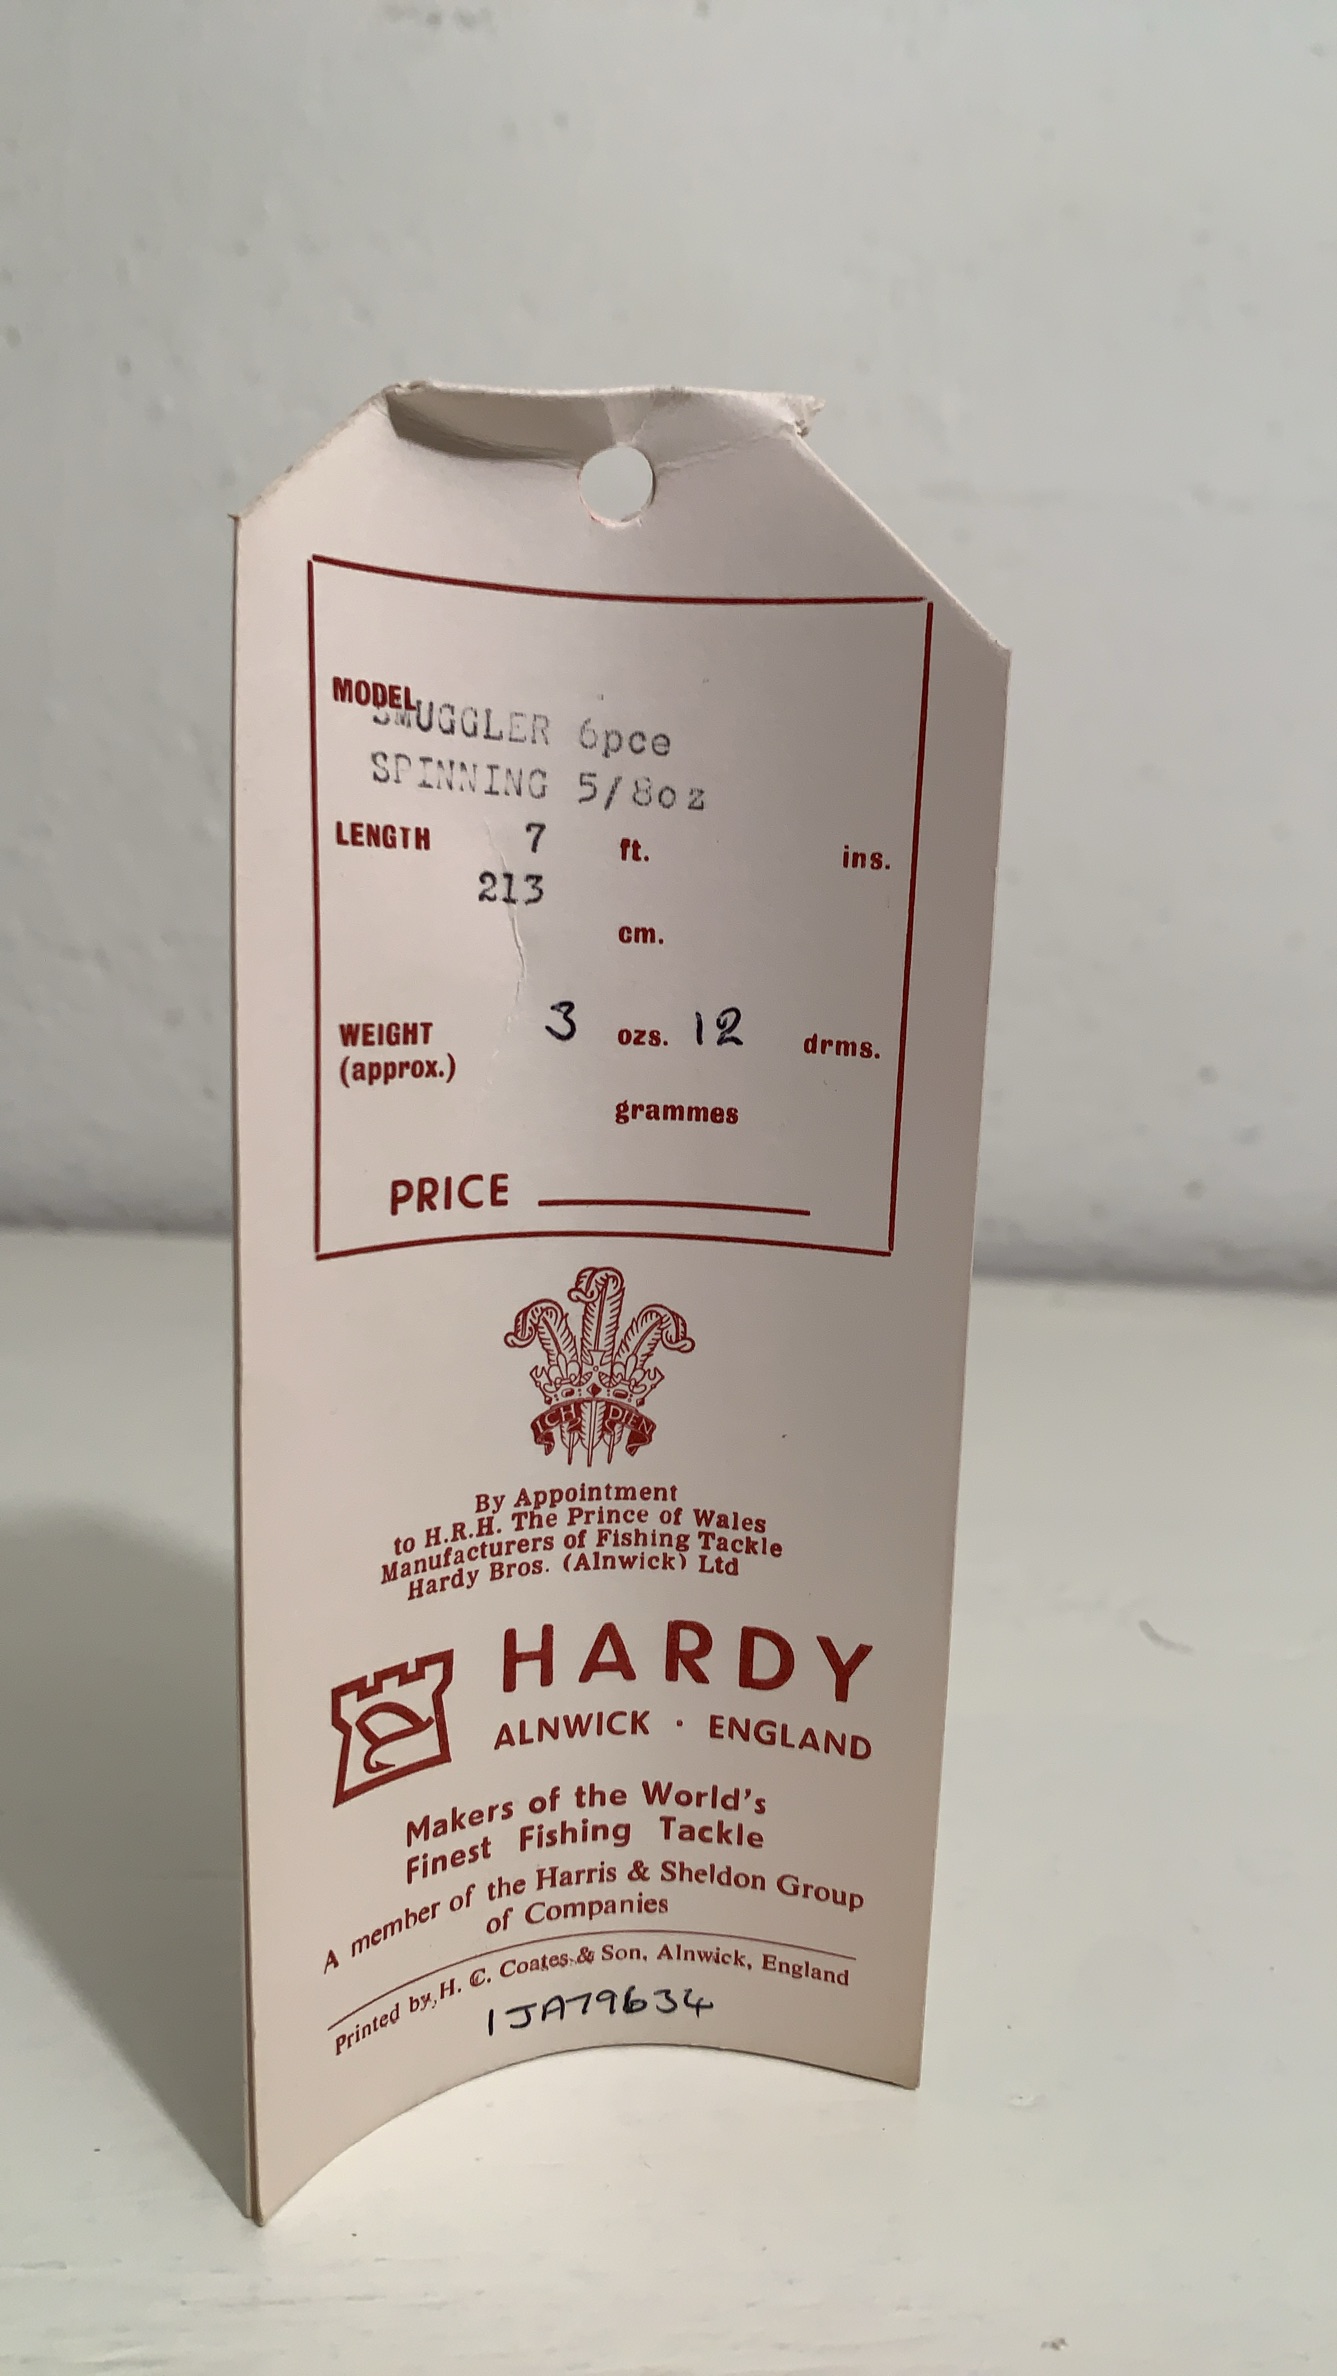 MODEL
SMUGGLER 6pce
SPINNING 5/8oz
LENGTH 7 ft. ins.
213
cm.
WEIGHT 3 ozs. 12 drms.
(approx.)
grammes
PRICE
ICH DIEN
By Appointment
to H.R.H. The Prince of Wales
Manufacturers of Fishing Tackle
Hardy Bros. (Alnwick) Ltd
HARDY
ALNWICK · ENGLAND
Makers of the World's
Finest Fishing Tackle
A member of the Harris & Sheldon Group
of Companies
Printed by, H. C. Coates & Son, Alnwick, England
1JA79634